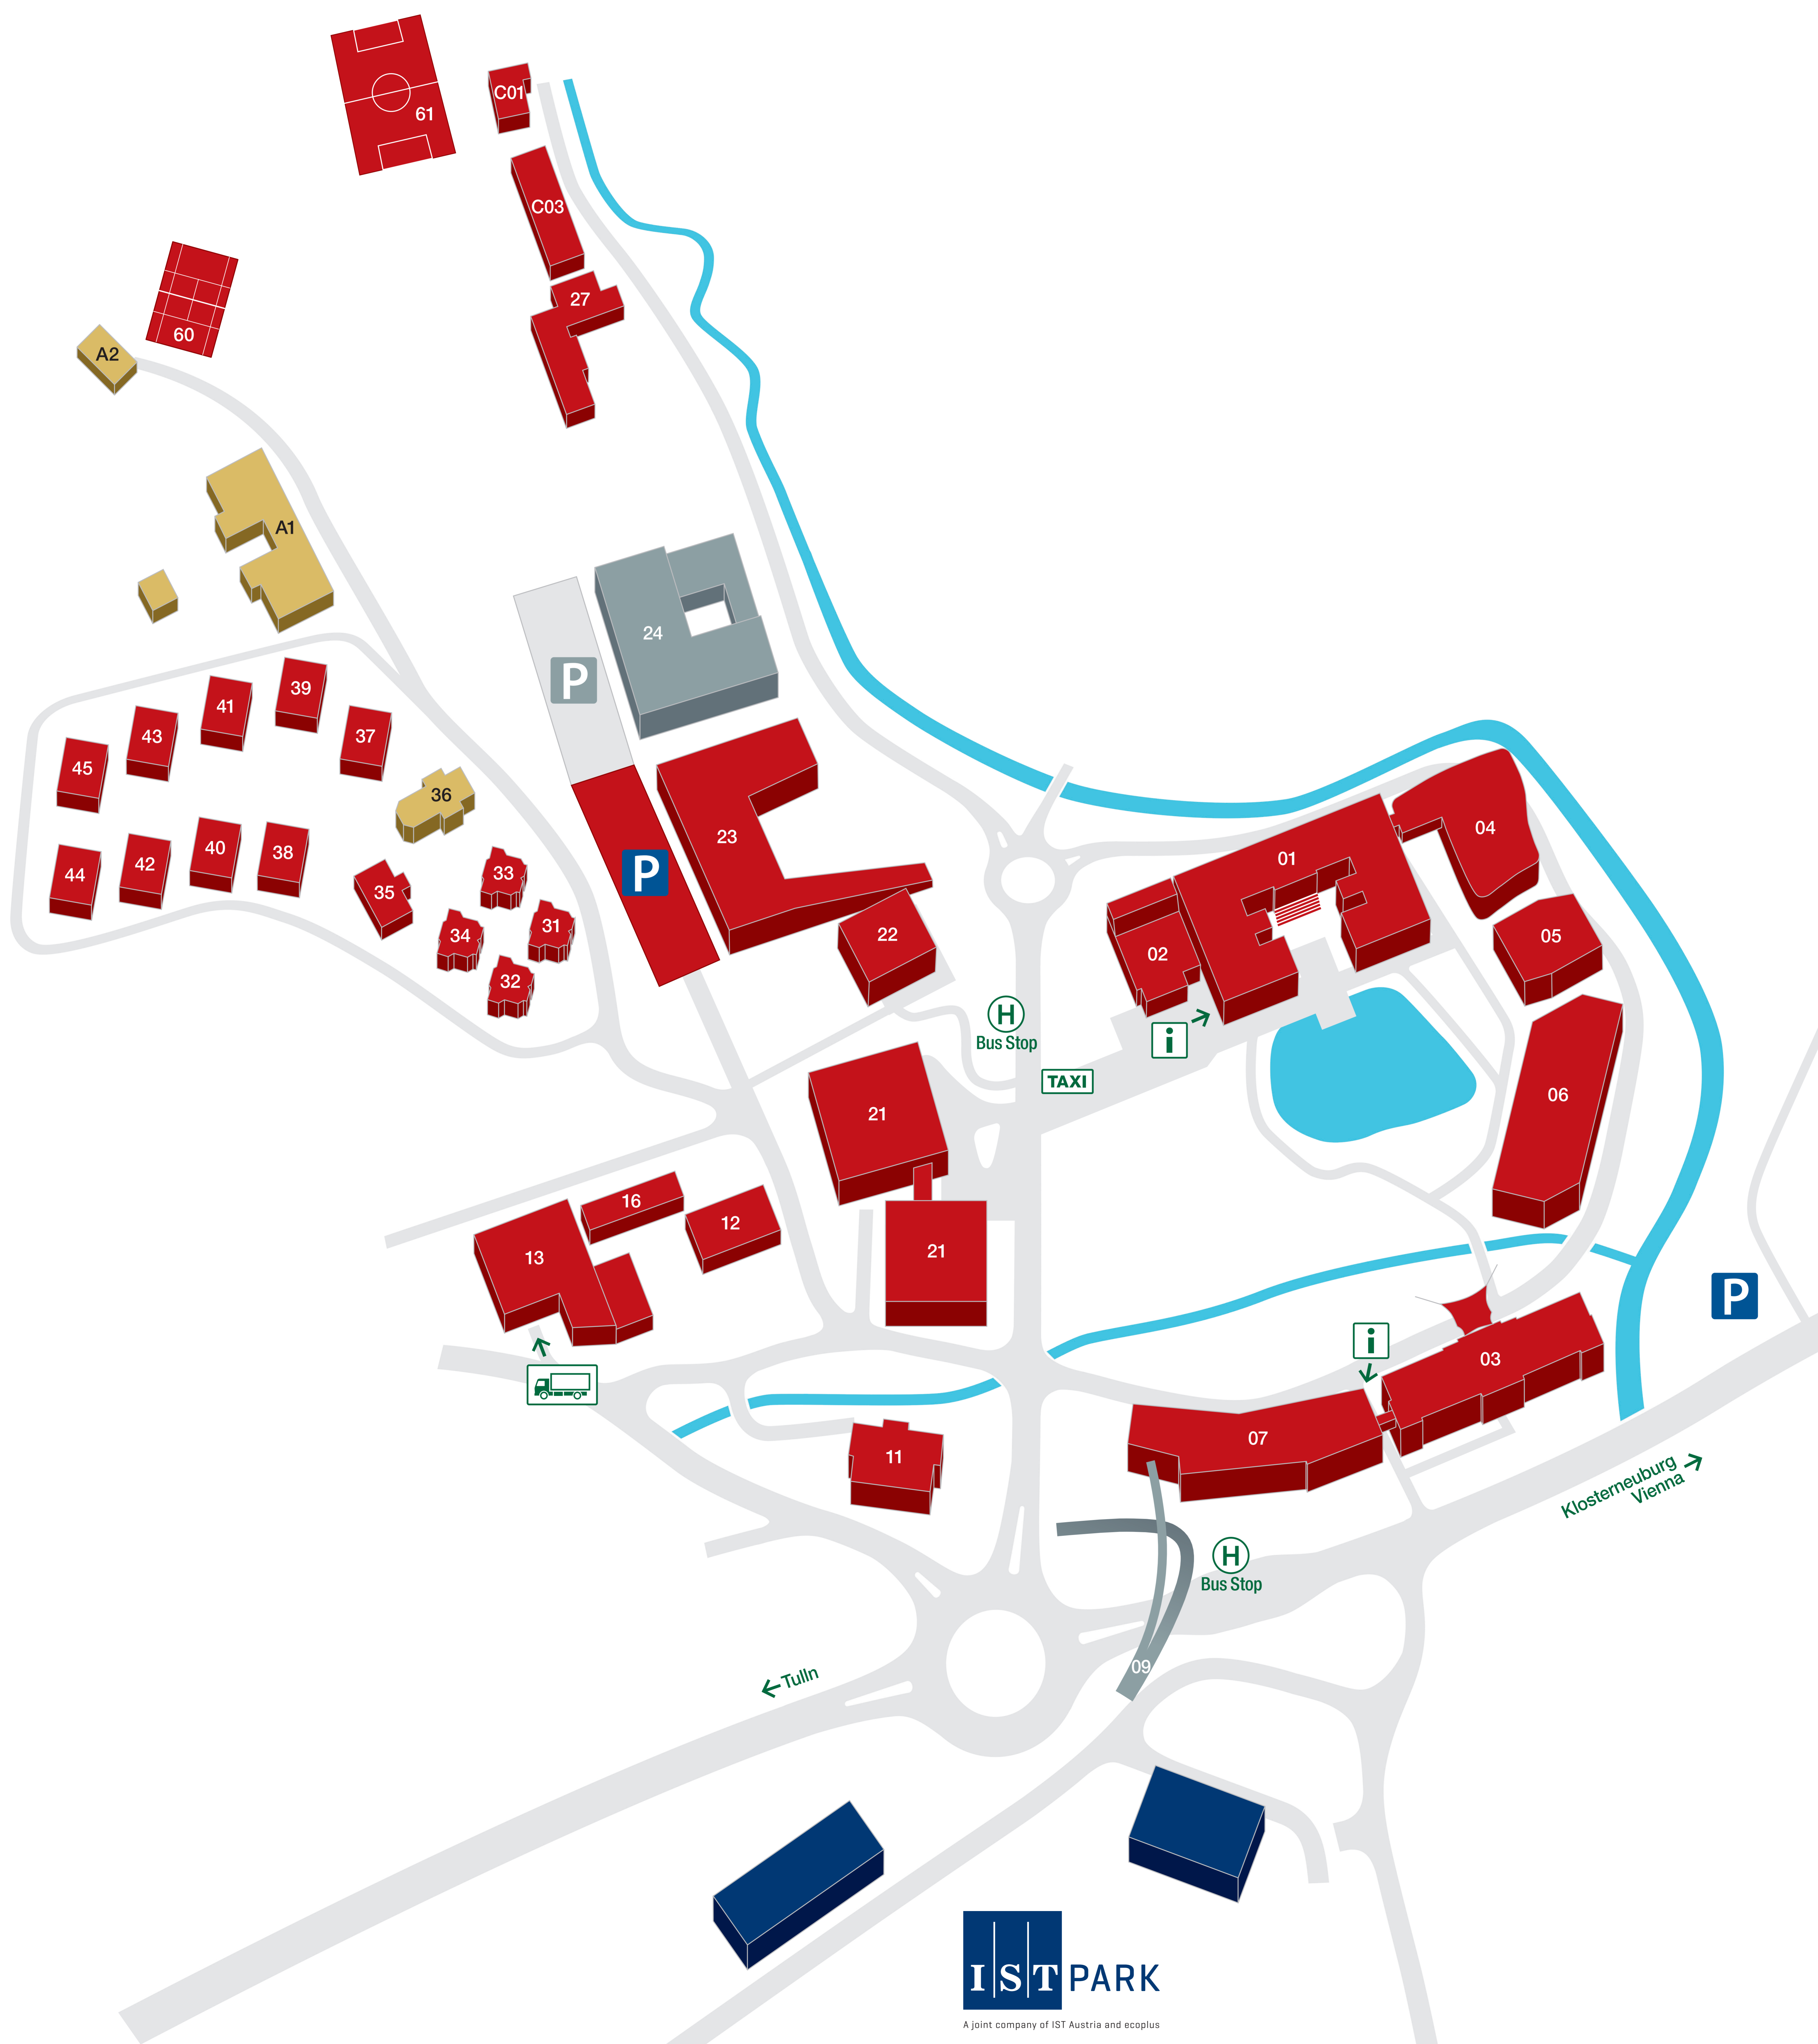 61
C01
C03
27
60
A2
A1
24
P
39
41
37
43
45
36
23
P
04
01
33
40
38
42
44
35
31
34
22
05
02
32
H
Bus Stop
i
TAXI
06
21
16
12
13
21
P
i
03
07
11
Klosterneuburg
Vienna
H
Bus Stop
09
Tulln
IST PARK
A joint company of IST Austria and ecoplus